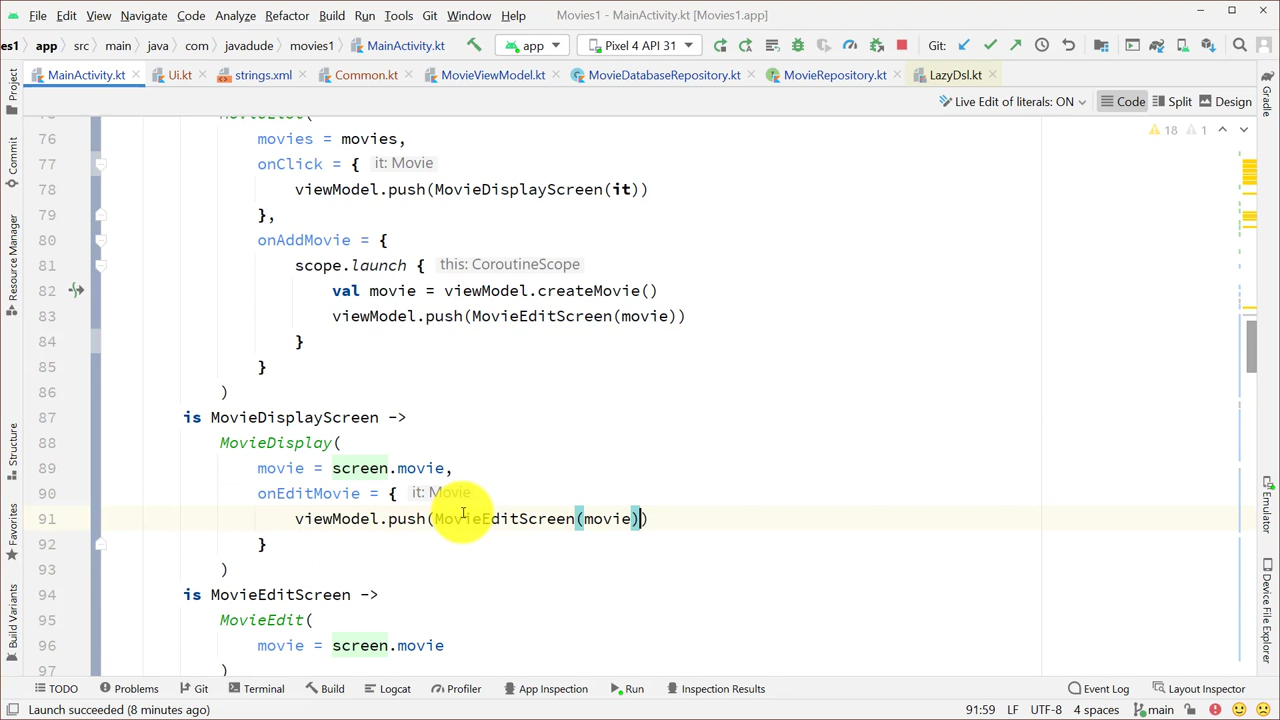 File Edit View Navigate Code Analyze Refactor Build Run Tools Git Window Help Movies1 - MainActivity.kt [Movies1.app]
es1 app src main java com javadude movies1 MainActivity.kt app Pixel 4 API 31 Git:
MainActivity.kt Ui.kt strings.xml Common.kt MovieViewModel.kt MovieDatabaseRepository.kt MovieRepository.kt LazyDsl.kt
Live Edit of literals: ON Code Split Design
18 1
76 movies = movies,
77 onClick = { it: Movie
78 viewModel.push(MovieDisplayScreen(it))
79 },
80 onAddMovie = {
81 scope.launch { this: CoroutineScope
82 val movie = viewModel.createMovie()
83 viewModel.push(MovieEditScreen(movie))
84 }
85 }
86 )
87 is MovieDisplayScreen ->
88 MovieDisplay(
89 movie = screen.movie,
90 onEditMovie = { it: Movie
91 viewModel.push(MovieEditScreen(movie))
92 }
93 )
94 is MovieEditScreen ->
95 MovieEdit(
96 movie = screen.movie
97 )
Project
Commit
Resource Manager
Structure
Favorites
Build Variants
Gradle
Emulator
Device File Explorer
TODO Problems Git Terminal Build Logcat Profiler App Inspection Run Inspection Results Event Log Layout Inspector
Launch succeeded (8 minutes ago) 91:59 LF UTF-8 4 spaces main